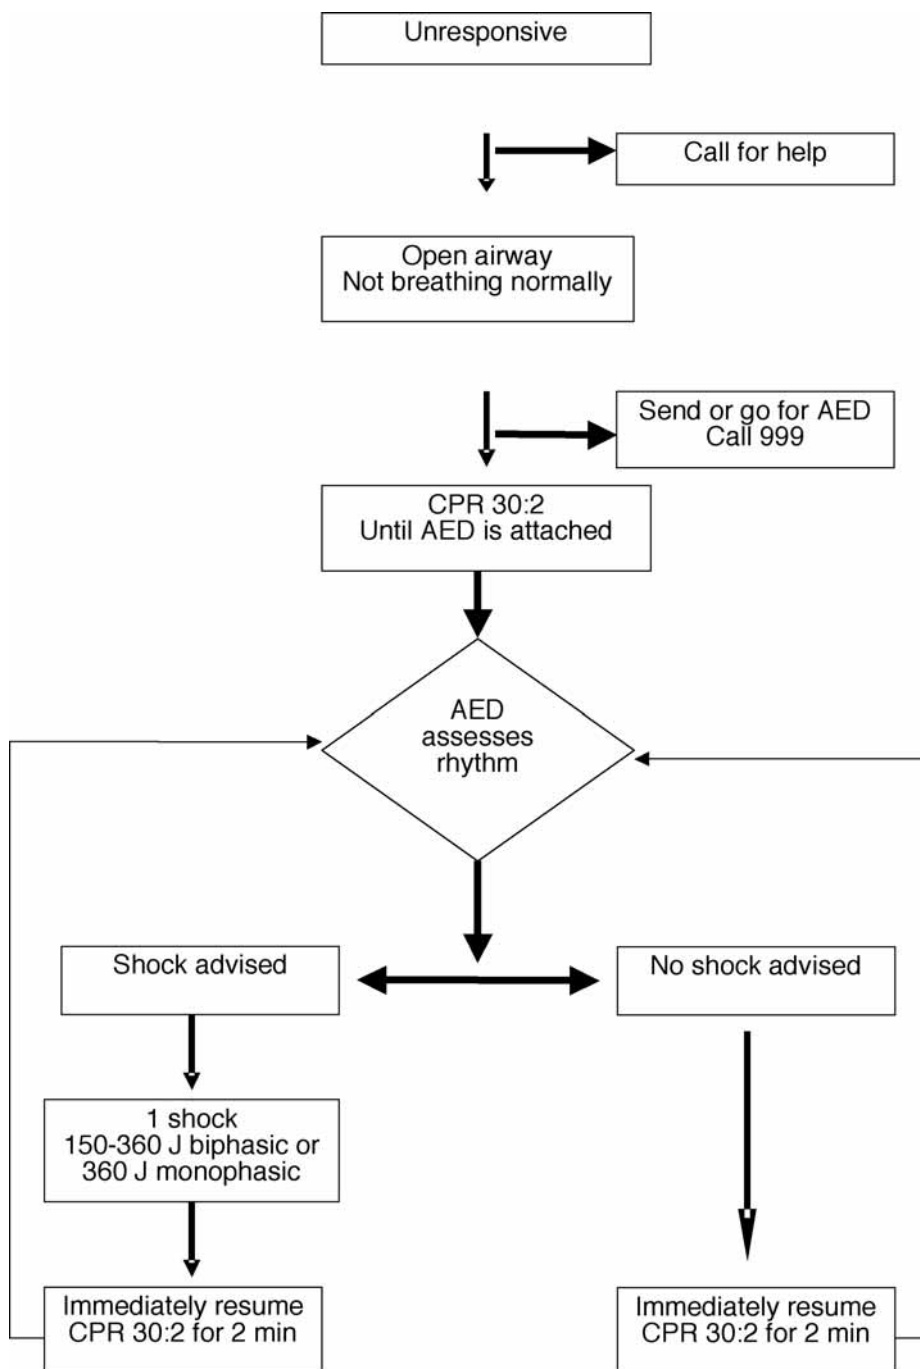 Unresponsive
Call for help
Open airway
Not breathing normally
Send or go for AED
Call 999
CPR 30:2
Until AED is attached
AED
assesses
rhythm
Shock advised
No shock advised
1 shock
150-360 J biphasic or
360 J monophasic
Immediately resume
CPR 30:2 for 2 min
Immediately resume
CPR 30:2 for 2 min